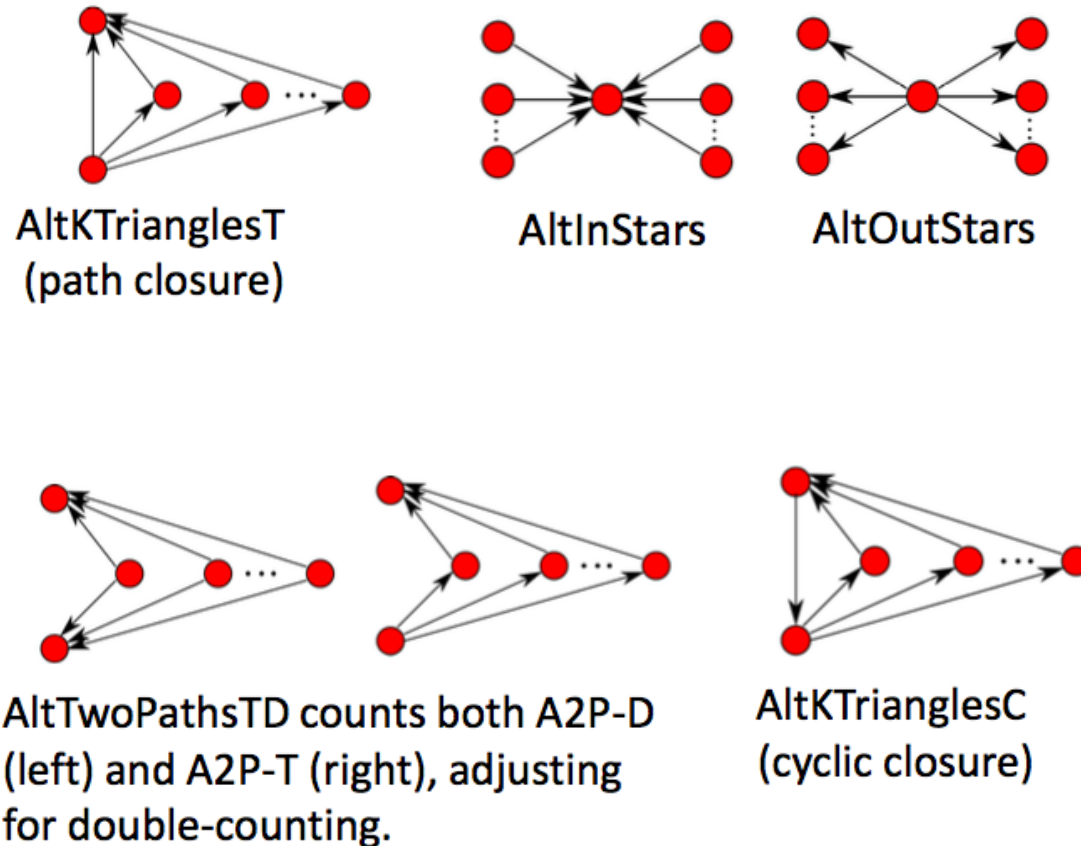 AltKTrianglesT
(path closure)
AltInStars
AltOutStars
AltTwoPathsTD counts both A2P-D
(left) and A2P-T (right), adjusting
for double-counting.
AltKTrianglesC
(cyclic closure)